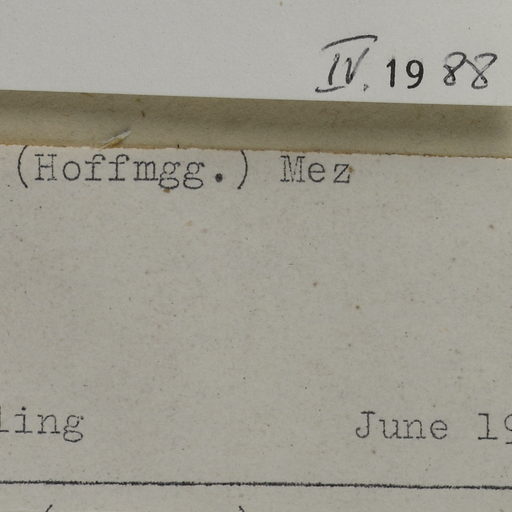 IV. 1988
(Hoffmgg.) Mez
ling June 19